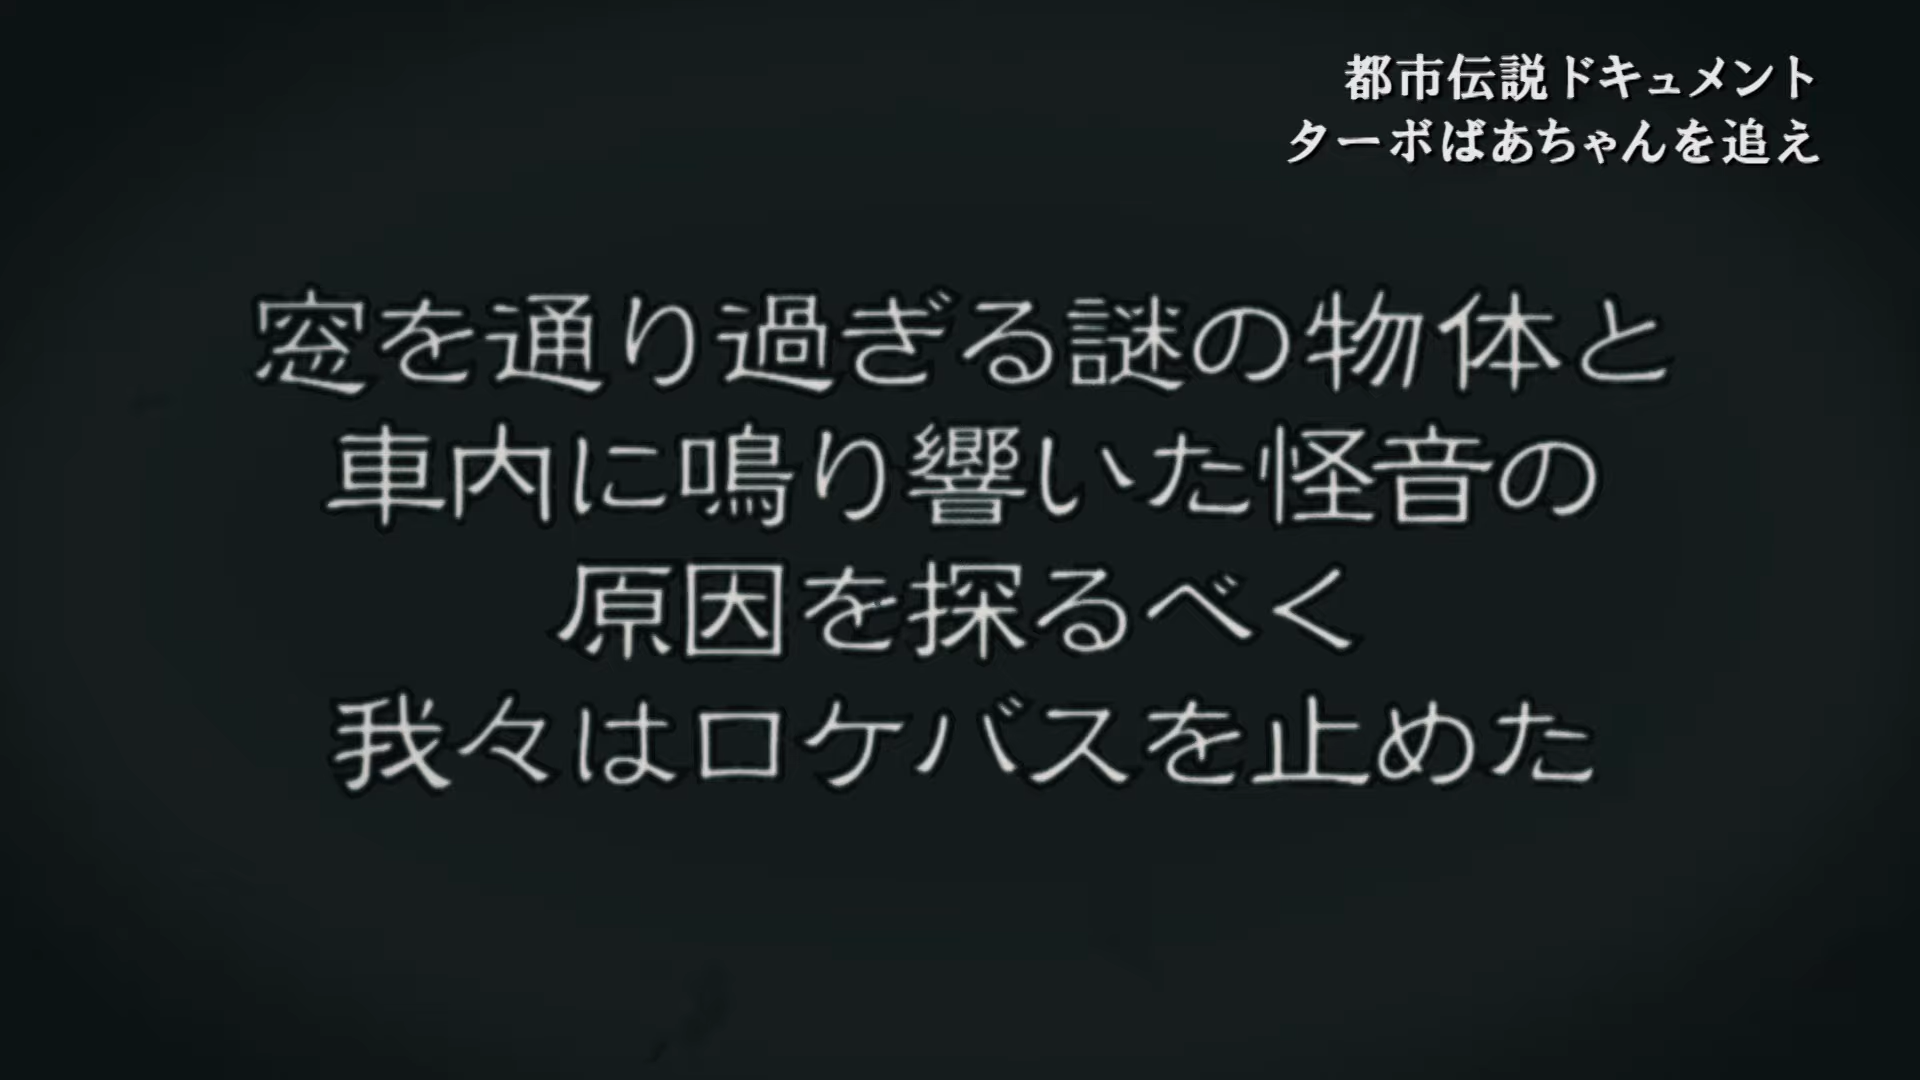 都市伝説ドキュメント
ターボばあちゃんを追え
窓を通り過ぎる謎の物体と
車内に鳴り響いた怪音の
原因を探るべく
我々はロケバスを止めた